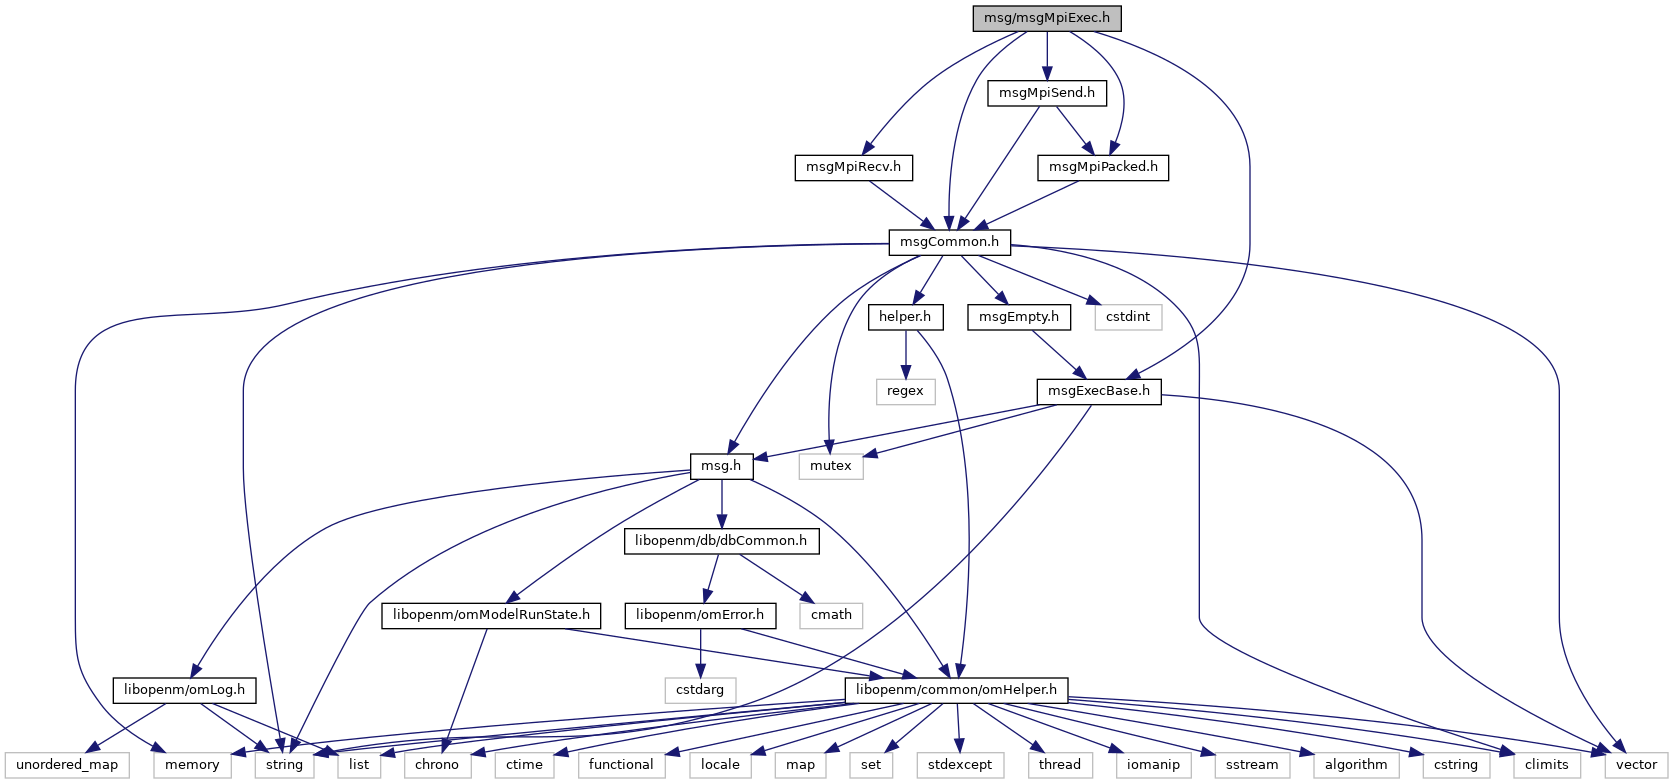 msg/msgMpiExec.h
msgMpiSend.h
msgMpiRecv.h
msgMpiPacked.h
msgCommon.h
helper.h
msgEmpty.h
cstdint
regex
msgExecBase.h
msg.h
mutex
libopenm/db/dbCommon.h
libopenm/omModelRunState.h
libopenm/omError.h
cmath
libopenm/omLog.h
cstdarg
libopenm/common/omHelper.h
unordered_map
memory
string
list
chrono
ctime
functional
locale
map
set
stdexcept
thread
iomanip
sstream
algorithm
cstring
climits
vector